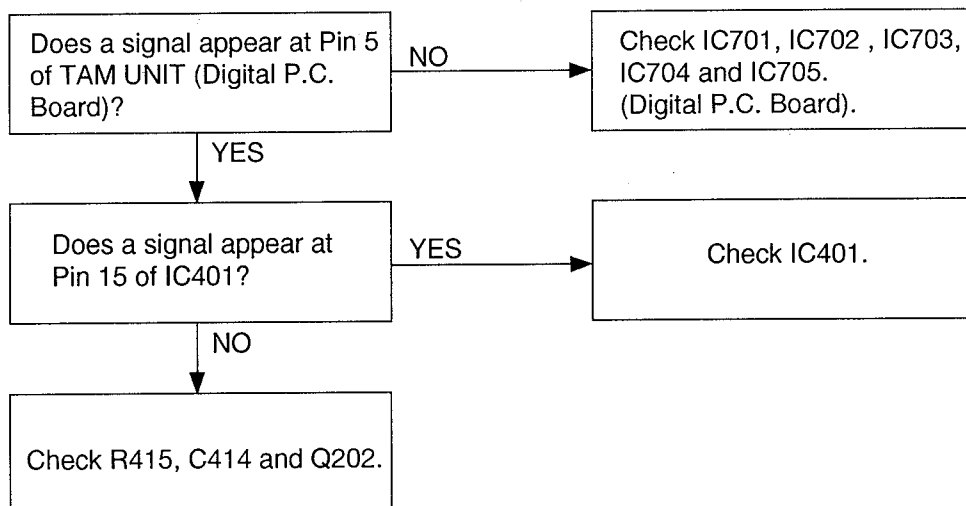 Does a signal appear at Pin 5
of TAM UNIT (Digital P.C.
Board)?
NO
Check IC701, IC702 , IC703,
IC704 and IC705.
(Digital P.C. Board).
YES
Does a signal appear at
Pin 15 of IC401?
YES
Check IC401.
NO
Check R415, C414 and Q202.